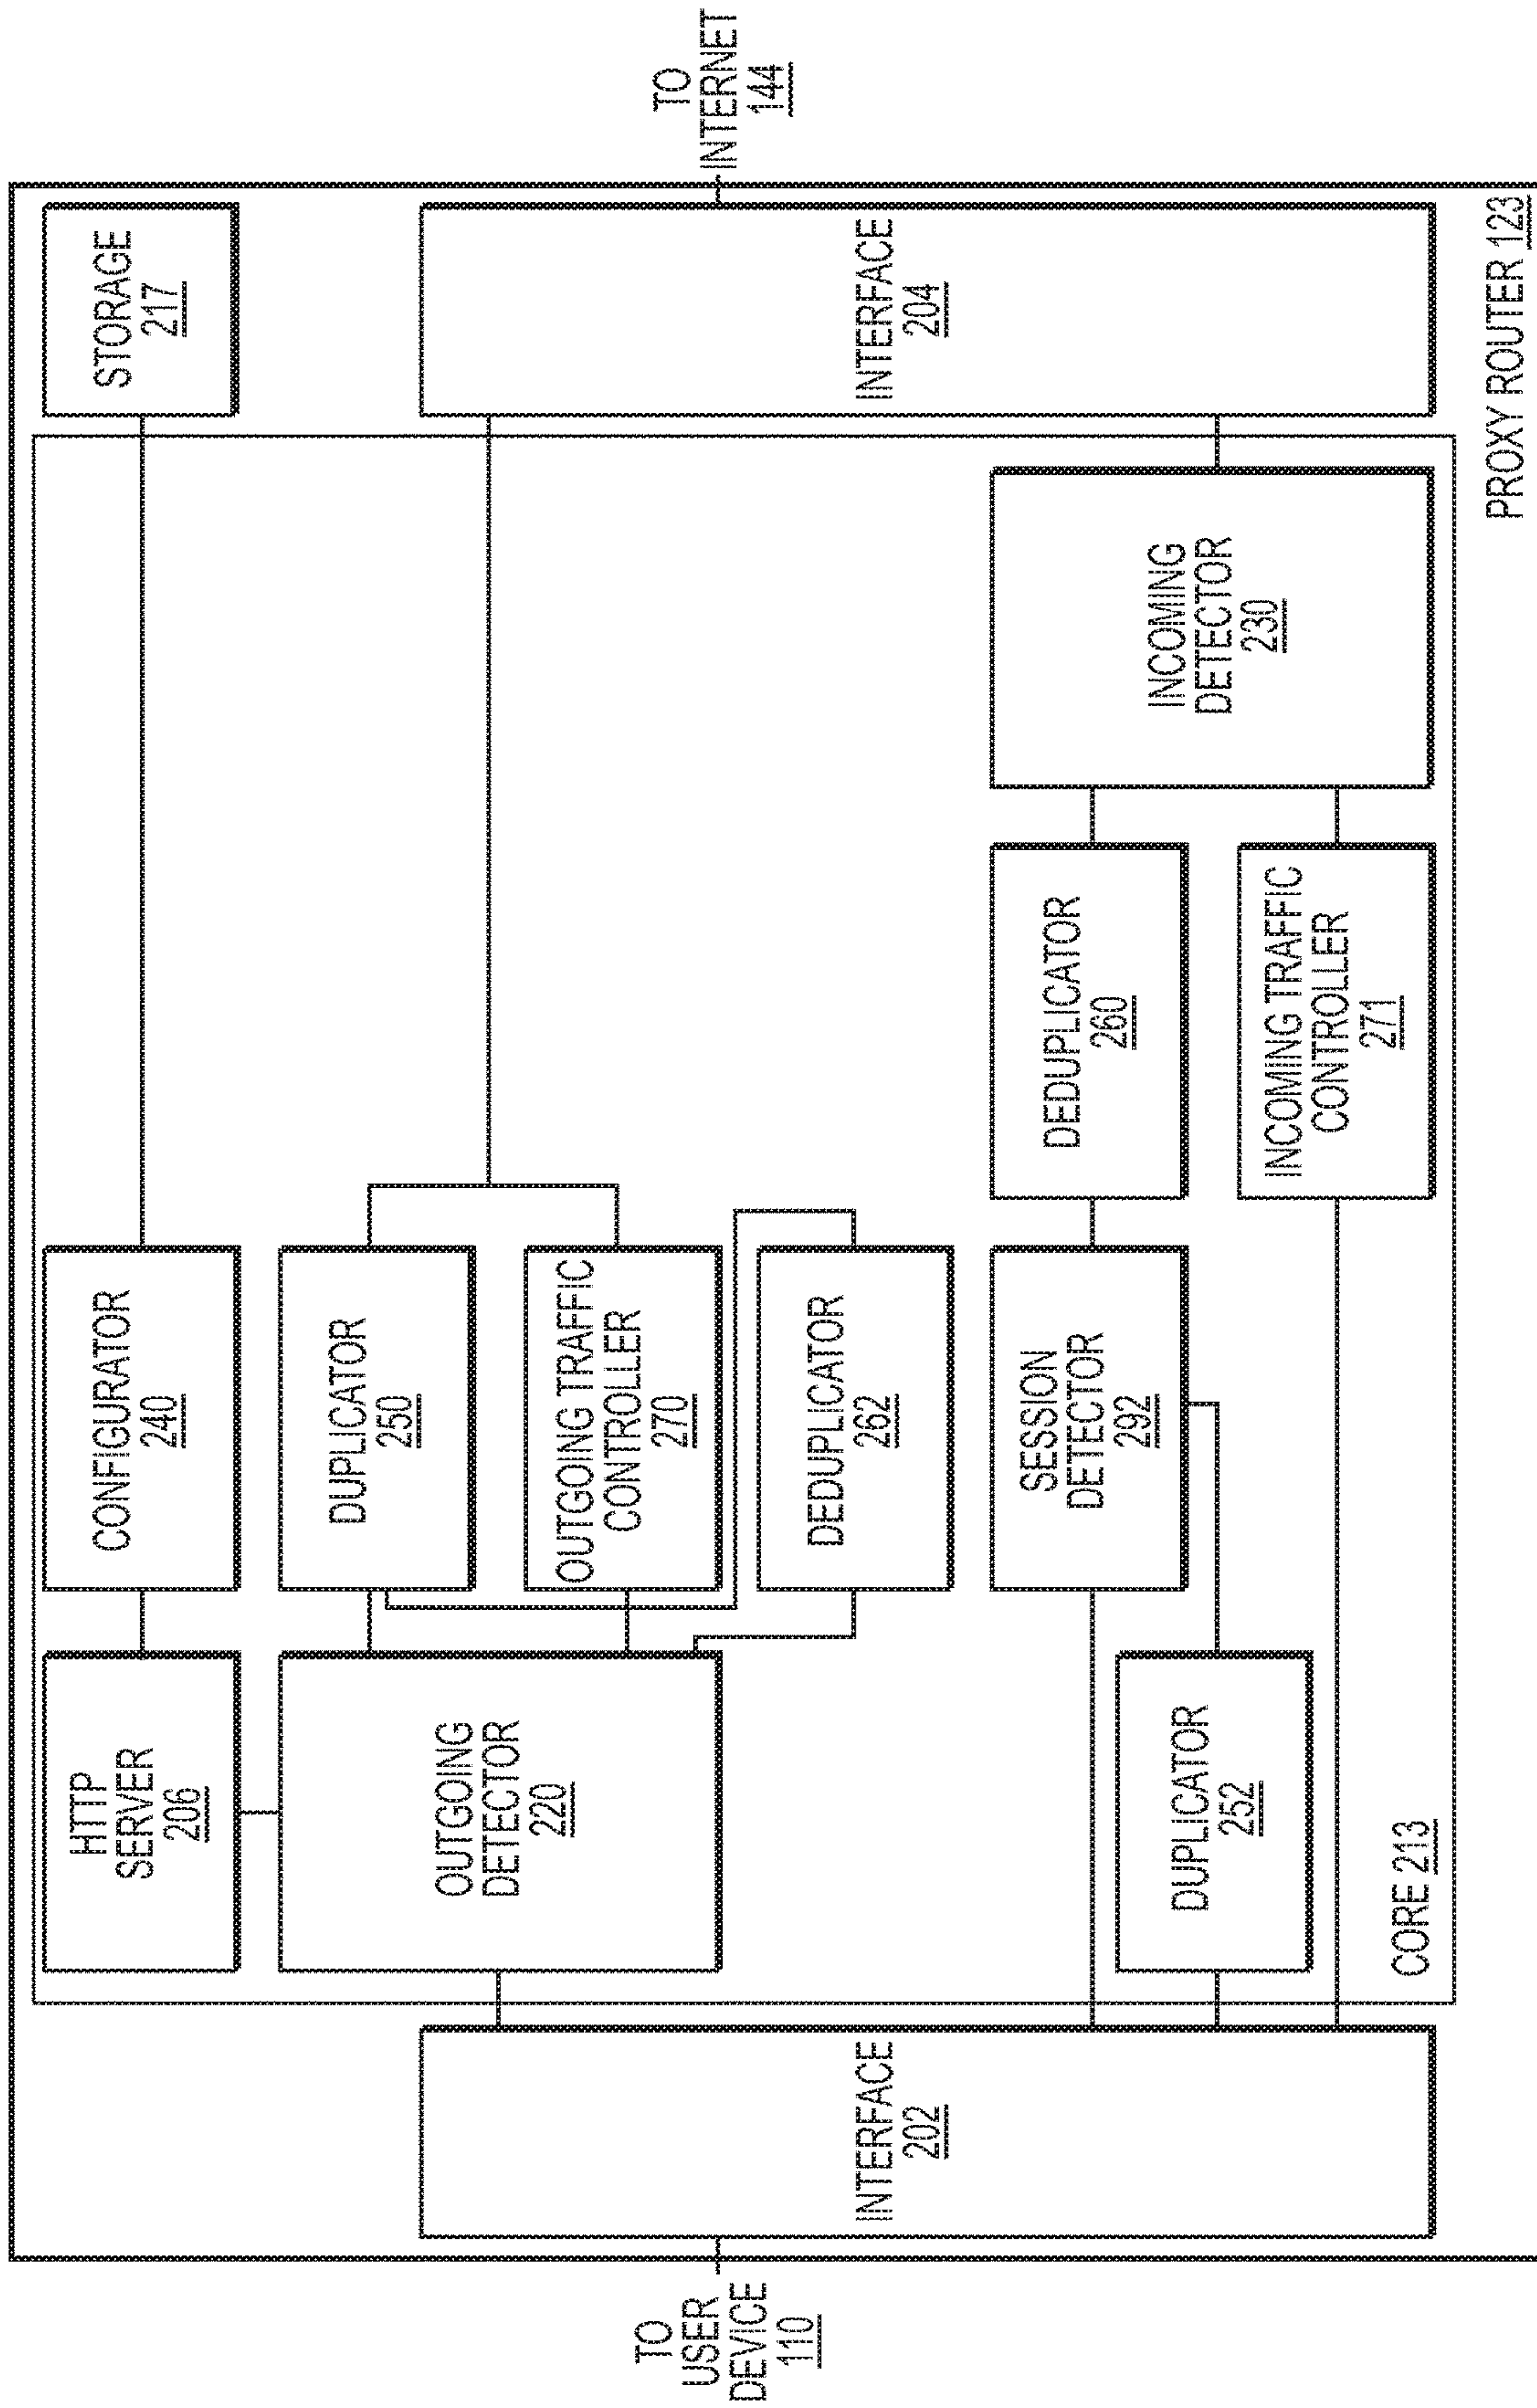 TO
USER
DEVICE
110
INTERFACE
202
HTTP
SERVER
206
CONFIGURATOR
240
STORAGE
217
OUTGOING
DETECTOR
220
DUPLICATOR
250
OUTGOING TRAFFIC
CONTROLLER
270
DEDUPLICATOR
262
SESSION
DETECTOR
292
DEDUPLICATOR
260
INCOMING
DETECTOR
230
DUPLICATOR
252
INCOMING TRAFFIC
CONTROLLER
271
INTERFACE
204
TO
INTERNET
144
CORE 213
PROXY ROUTER 123